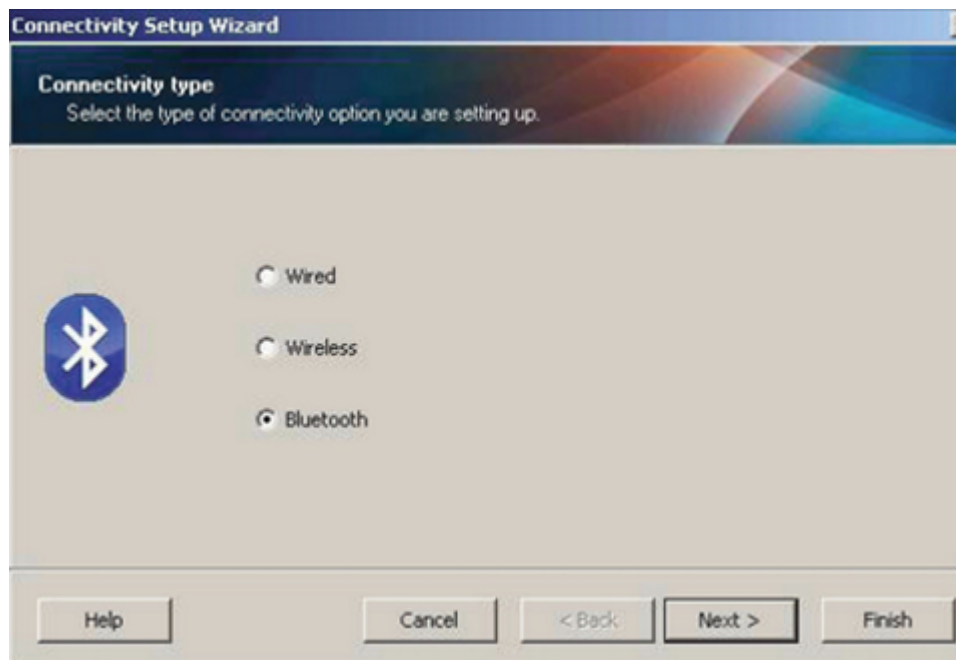 Connectivity Setup Wizard
Connectivity type
Select the type of connectivity option you are setting up.
Wired
Wireless
Bluetooth
Help Cancel < Back Next > Finish